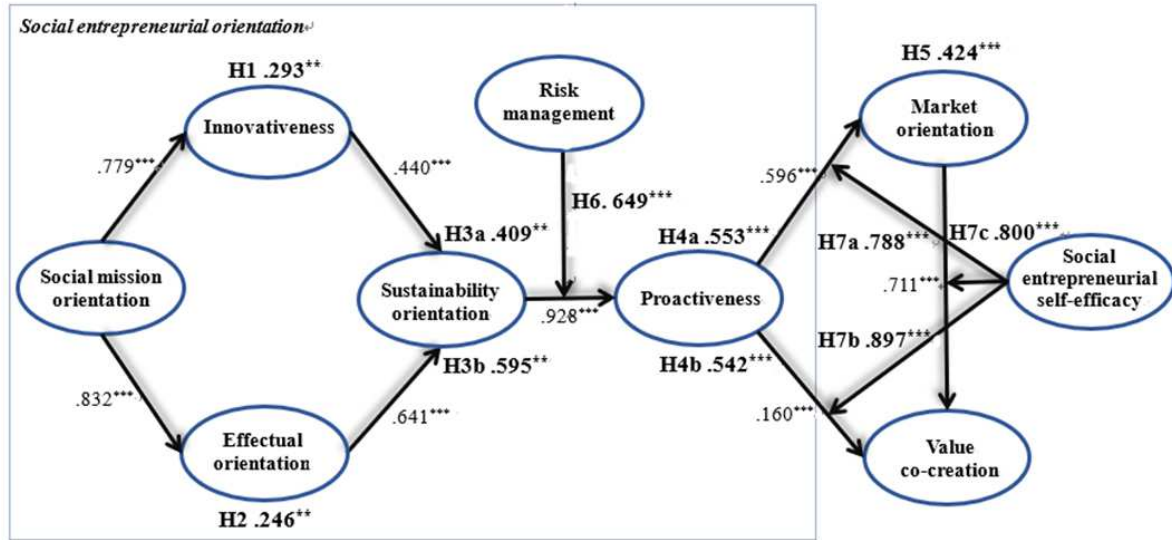 Social entrepreneurial orientation
H1 .293**
Innovativeness
.779***
.440***
Social mission
orientation
.832***
Effectual
orientation
H2 .246**
.641***
H3a .409**
Sustainability
orientation
H3b .595**
Risk
management
H6. 649***
.928***
H4a .553***
Proactiveness
H4b .542***
.596***
.160***
H5 .424***
Market
orientation
H7a .788***
H7c .800***
.711***
H7b .897***
Social
entrepreneurial
self-efficacy
Value
co-creation